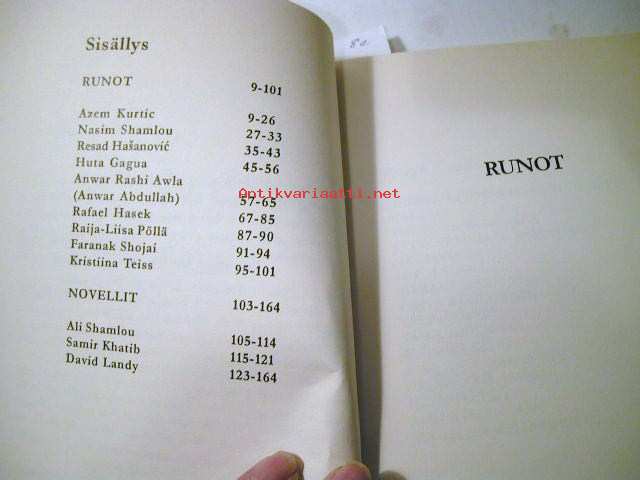 Sisällys
RUNOT 9-101
Azem Kurtic 9-26
Nasim Shamlou 27-33
Resad Hašanović 35-43
Huta Gagua 45-56
Anwar Rashi Awla
(Anwar Abdullah) 57-65
Rafael Hasek 67-85
Raija-Liisa Pöllä 87-90
Faranak Shojai 91-94
Kristiina Teiss 95-101
NOVELLIT 103-164
Ali Shamlou 105-114
Samir Khatib 115-121
David Landy 123-164
RUNOT
Antikvariaatti.net